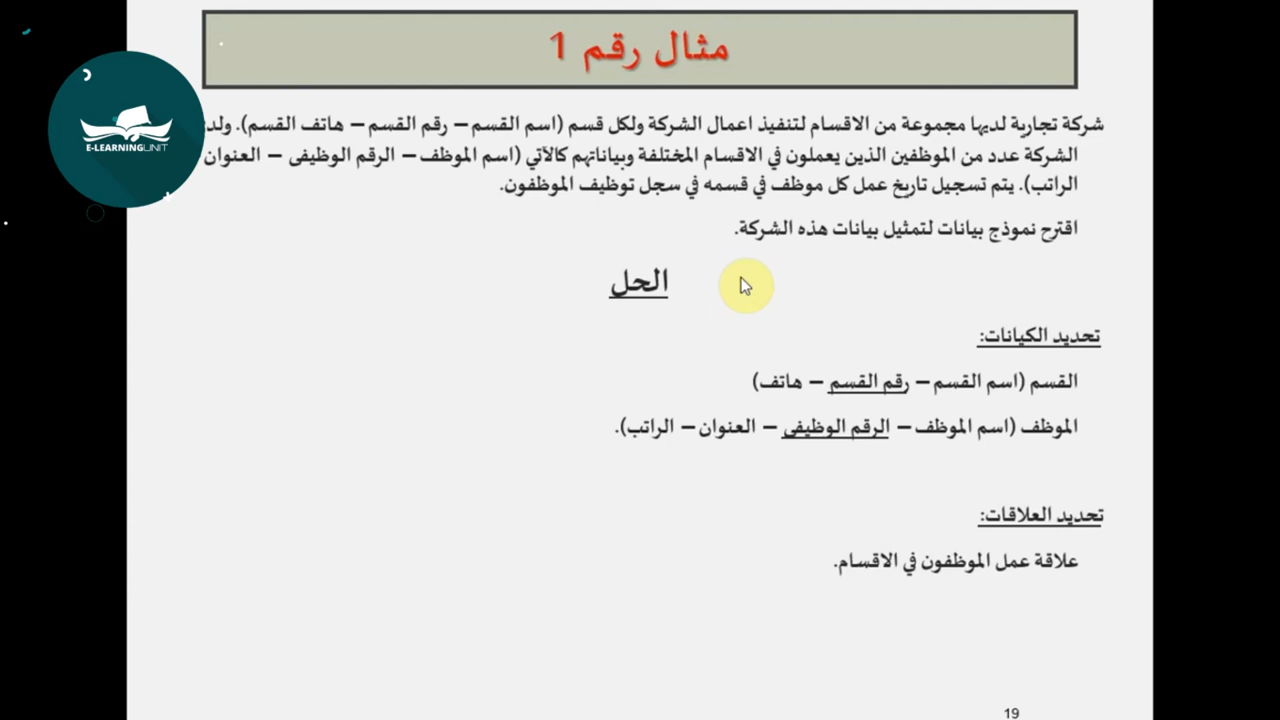 مثال رقم 1
E-LEARNINGUNIT
شركة تجارية لديها مجموعة من الاقسام لتنفيذ اعمال الشركة ولكل قسم (اسم القسم – رقم القسم – هاتف القسم).
الشركة عدد من الموظفين الذين يعملون في الاقسام المختلفة وبياناتهم كالآتي (اسم الموظف – الرقم الوظيفى – العنوان
الراتب). يتم تسجيل تاريخ عمل كل موظف في قسمه في سجل توظيف الموظفون.
اقترح نموذج بيانات لتمثيل بيانات هذه الشركة.
الحل
تحديد الكيانات:
القسم (اسم القسم – رقم القسم – هاتف)
الموظف (اسم الموظف – الرقم الوظيفى – العنوان – الراتب).
تحديد العلاقات:
علاقة عمل الموظفون في الاقسام.
19